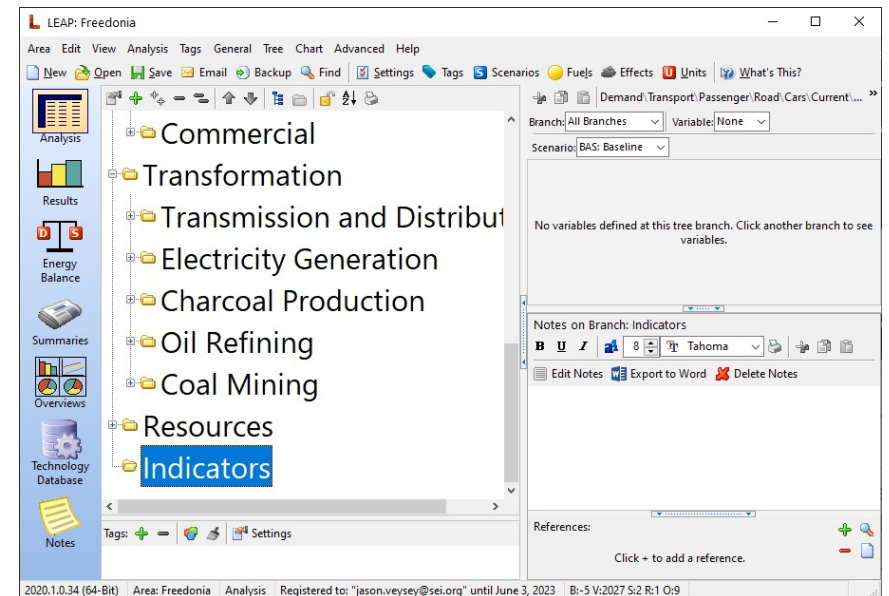 LEAP: Freedonia
Area Edit View Analysis Tags General Tree Chart Advanced Help
New Open Save Email Backup Find Settings Tags Scenarios Fuels Effects Units What's This?
Analysis
Results
Energy
Balance
Summaries
Overviews
Technology
Database
Notes
Commercial
Transformation
Transmission and Distribut
Electricity Generation
Charcoal Production
Oil Refining
Coal Mining
Resources
Indicators
Tags: Settings
Demand\Transport\Passenger\Road\Cars\Current\... »
Branch: All Branches Variable: None
Scenario: BAS: Baseline
No variables defined at this tree branch. Click another branch to see
variables.
Notes on Branch: Indicators
B U I 8 Tahoma
Edit Notes Export to Word Delete Notes
References:
Click + to add a reference.
2020.1.0.34 (64-Bit) Area: Freedonia Analysis Registered to: "jason.veysey@sei.org" until June 3, 2023 B:-5 V:2027 S:2 R:1 O:9